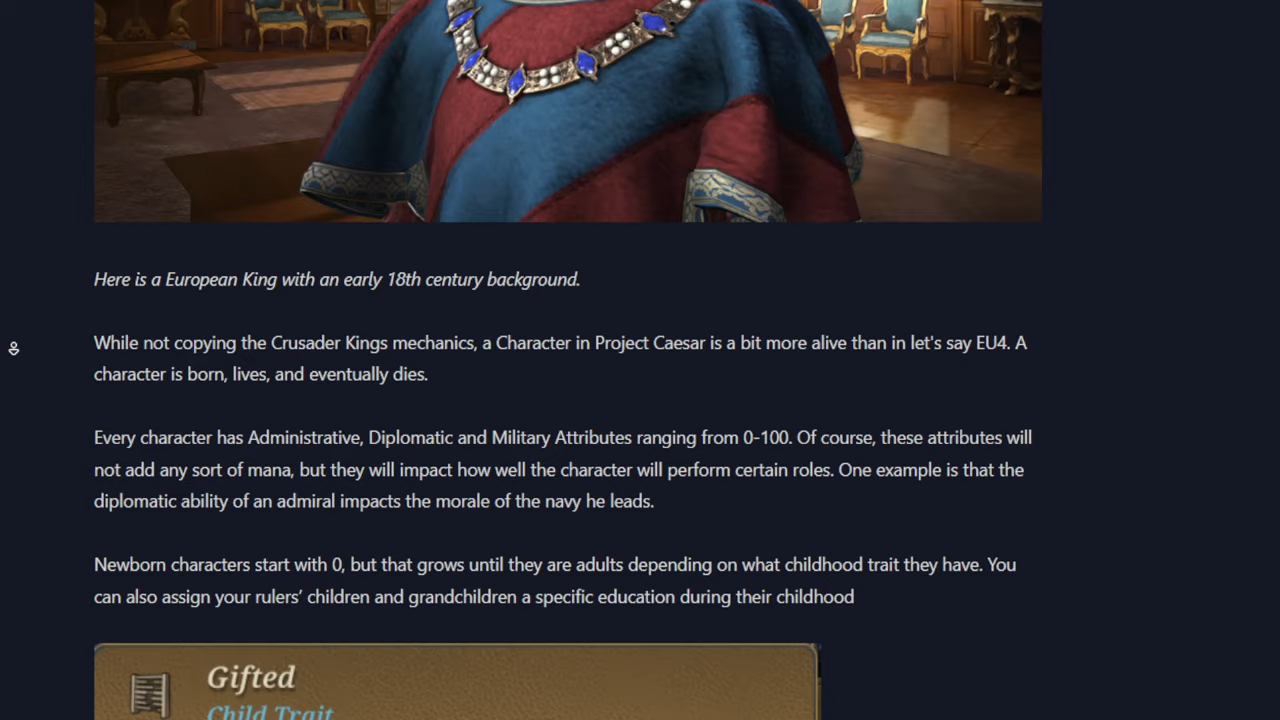 Here is a European King with an early 18th century background.
While not copying the Crusader Kings mechanics, a Character in Project Caesar is a bit more alive than in let's say EU4. A
character is born, lives, and eventually dies.
Every character has Administrative, Diplomatic and Military Attributes ranging from 0-100. Of course, these attributes will
not add any sort of mana, but they will impact how well the character will perform certain roles. One example is that the
diplomatic ability of an admiral impacts the morale of the navy he leads.
Newborn characters start with 0, but that grows until they are adults depending on what childhood trait they have. You
can also assign your rulers’ children and grandchildren a specific education during their childhood
Gifted
Child Trait